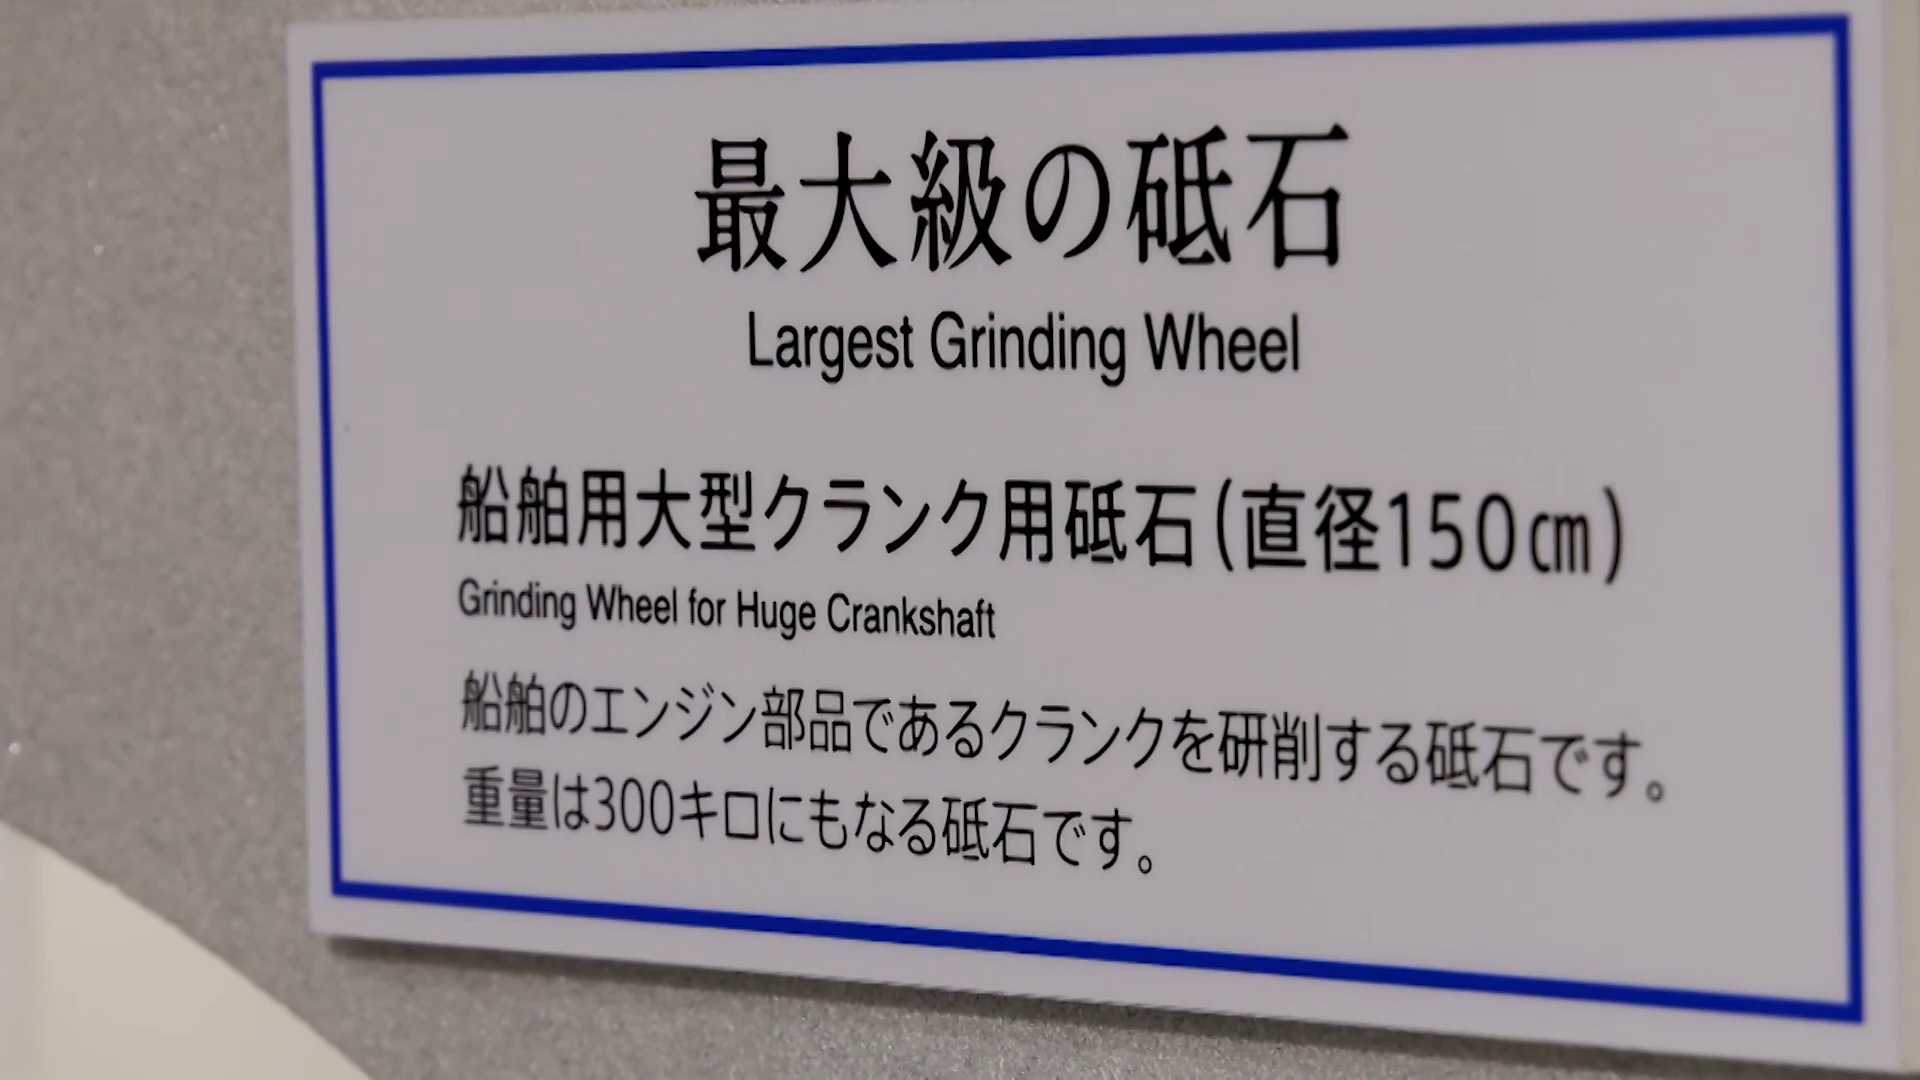 最大級の砥石
Largest Grinding Wheel
船舶用大型クランク用砥石(直径150㎝)
Grinding Wheel for Huge Crankshaft
船舶のエンジン部品であるクランクを研削する砥石です。
重量は300キロにもなる砥石です。